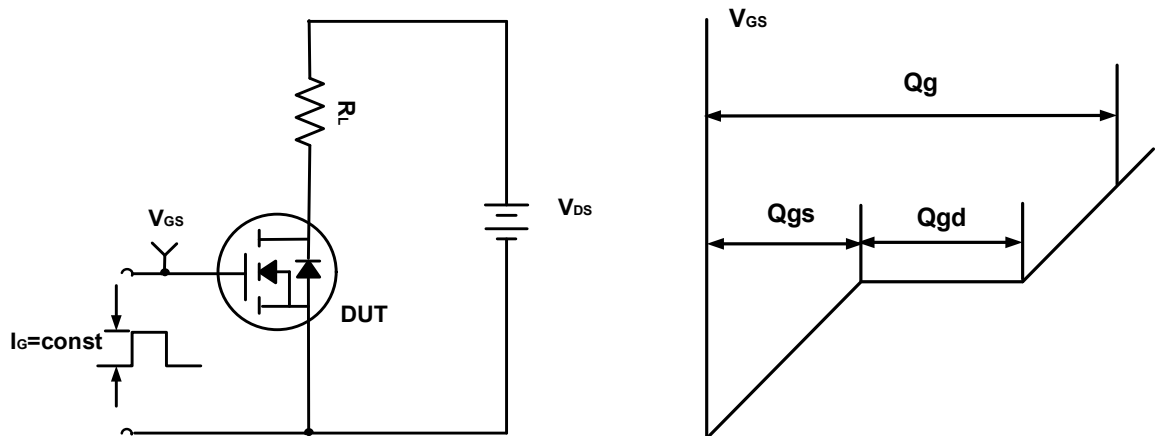 VGS
Qg
RL
VGS
VDS
Qgs
Qgd
DUT
IG=const